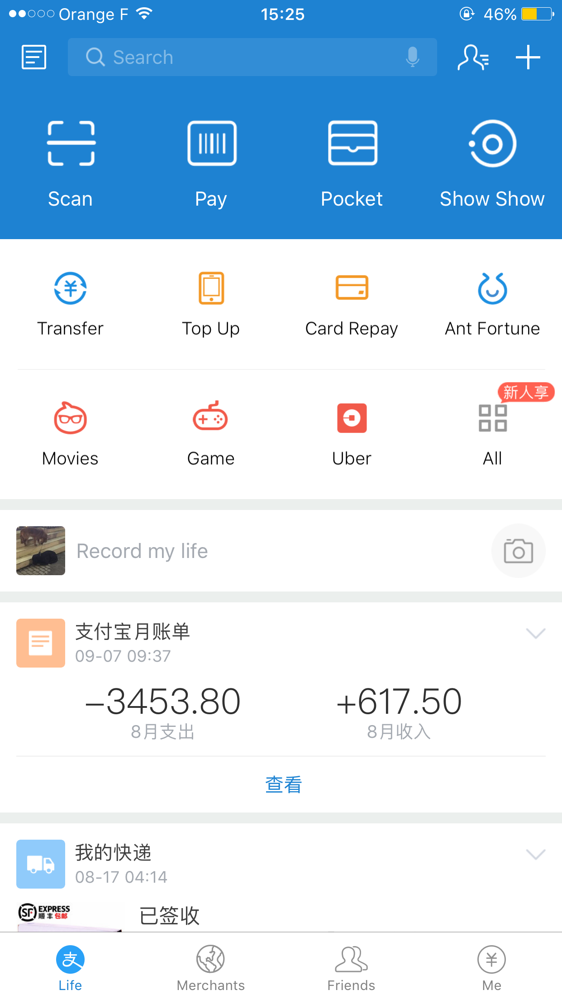 Orange F 15:25 46%
Search
Scan Pay Pocket Show Show
Transfer Top Up Card Repay Ant Fortune
新人享
Movies Game Uber All
Record my life
支付宝月账单
09-07 09:37
–3453.80 +617.50
8月支出 8月收入
查看
我的快递
08-17 04:14
SF EXPRESS
顺丰包邮
已签收
支
Life Merchants Friends Me